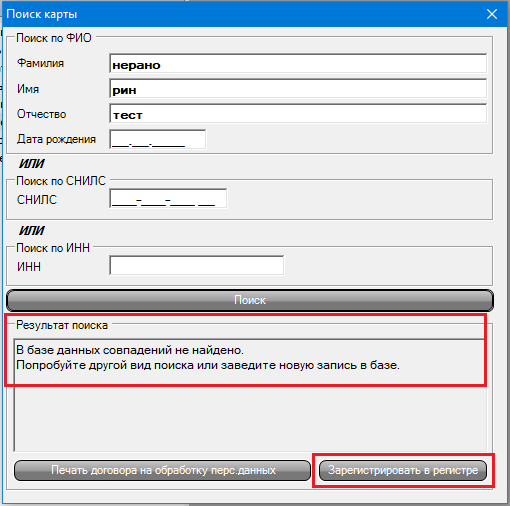 Поиск карты
Поиск по ФИО
Фамилия нерано
Имя рин
Отчество тест
Дата рождения __.__.____
ИЛИ
Поиск по СНИЛС
СНИЛС ___-___-___ __
ИЛИ
Поиск по ИНН
ИНН
Поиск
Результат поиска
В базе данных совпадений не найдено.
Попробуйте другой вид поиска или заведите новую запись в базе.
Печать договора на обработку перс.данных Зарегистрировать в регистре